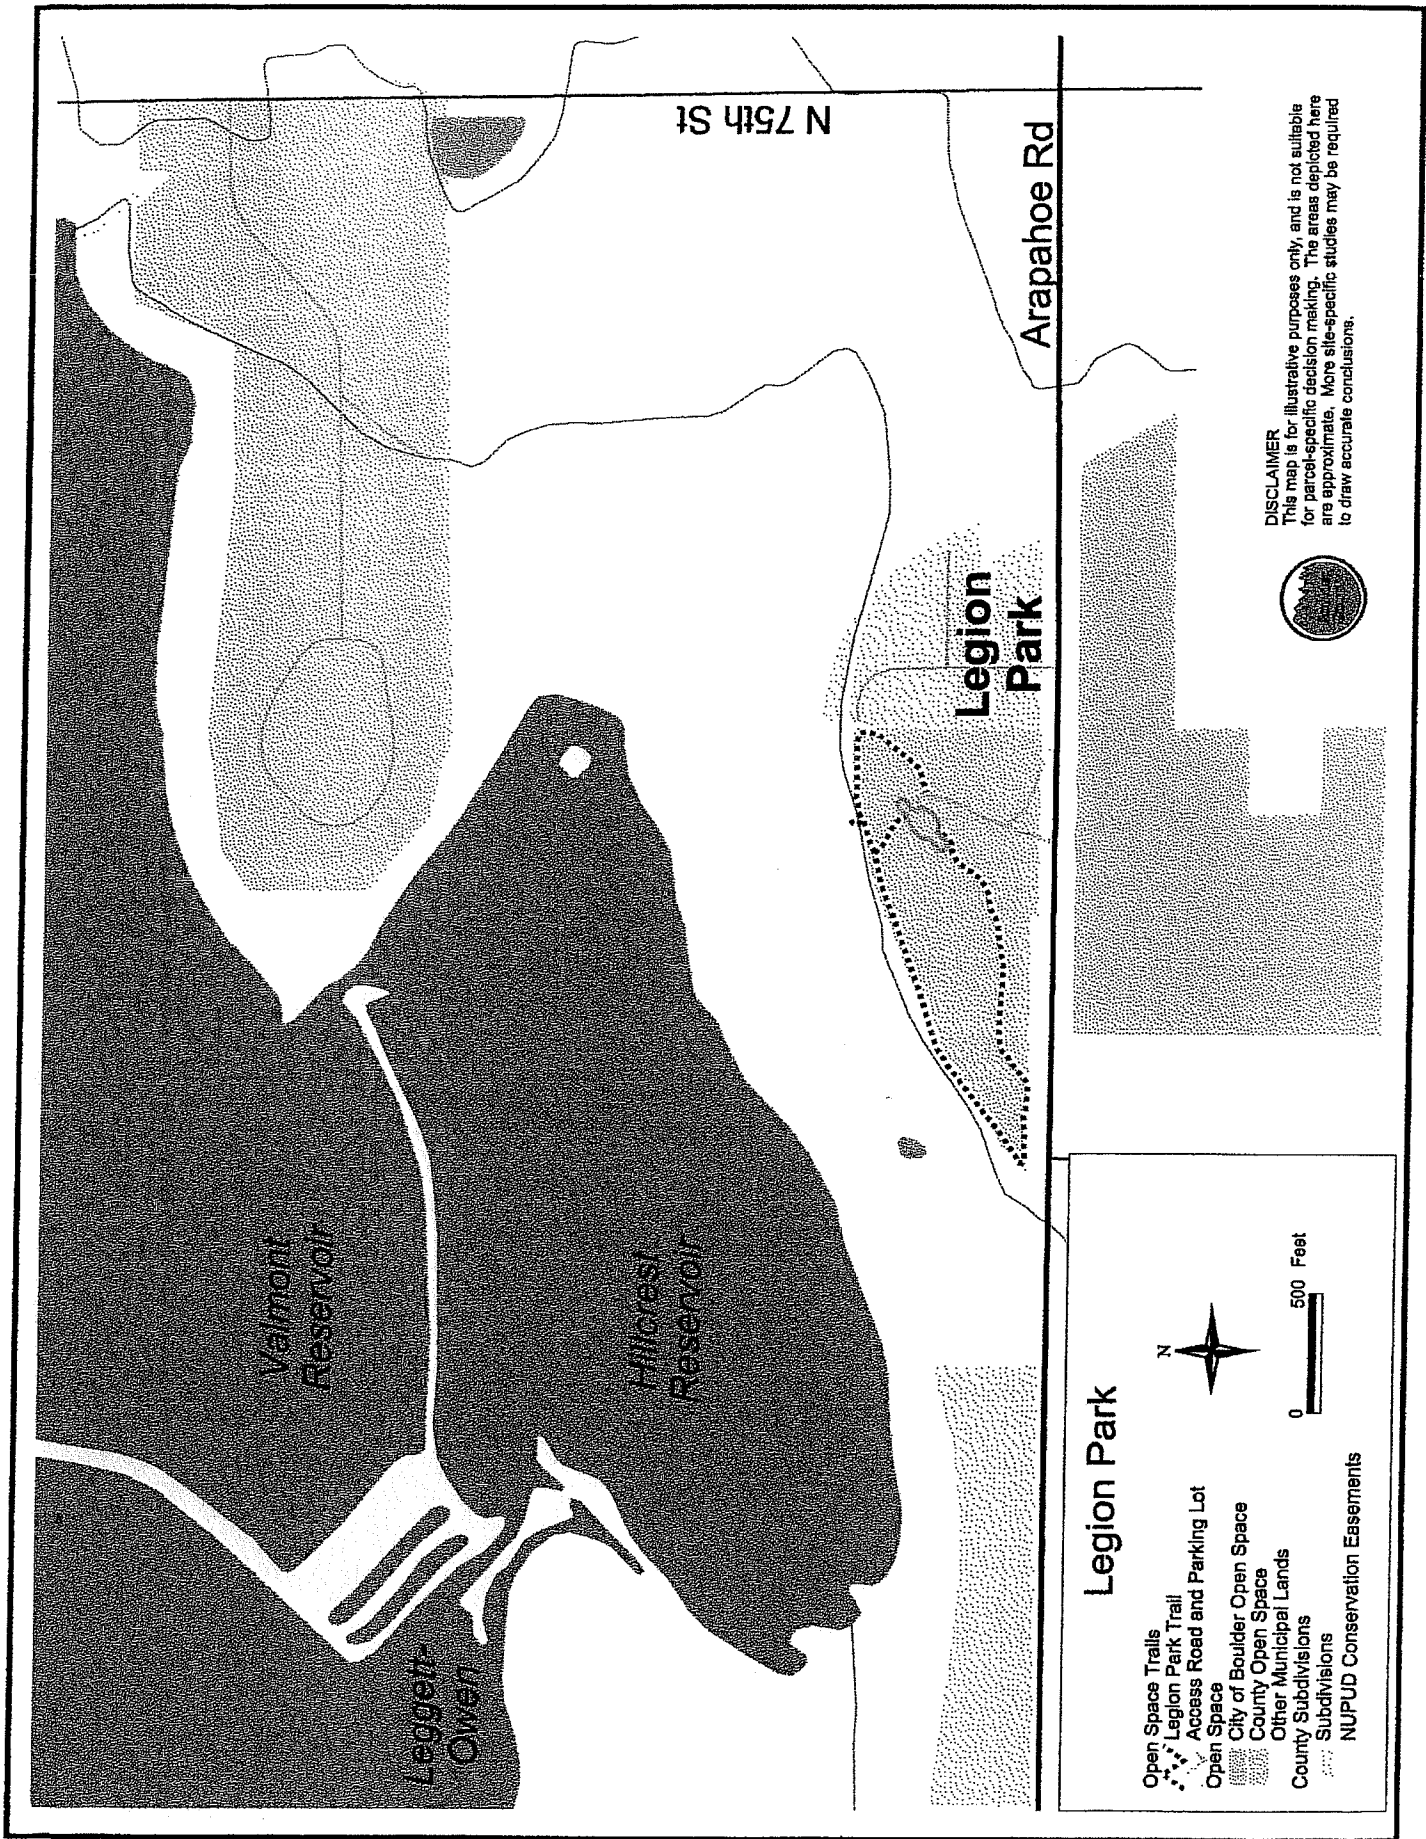 Valmont
Reservoir
Leggett-
Owen
Hillcrest
Reservoir
N 75th St
Legion
Park
Arapahoe Rd
Legion Park
Open Space Trails
Legion Park Trail
Access Road and Parking Lot
Open Space
City of Boulder Open Space
County Open Space
Other Municipal Lands
County Subdivisions
Subdivisions
NUPUD Conservation Easements
N
0 500 Feet
DISCLAIMER
This map is for illustrative purposes only, and is not suitable
for parcel-specific decision making. The areas depicted here
are approximate. More site-specific studies may be required
to draw accurate conclusions.